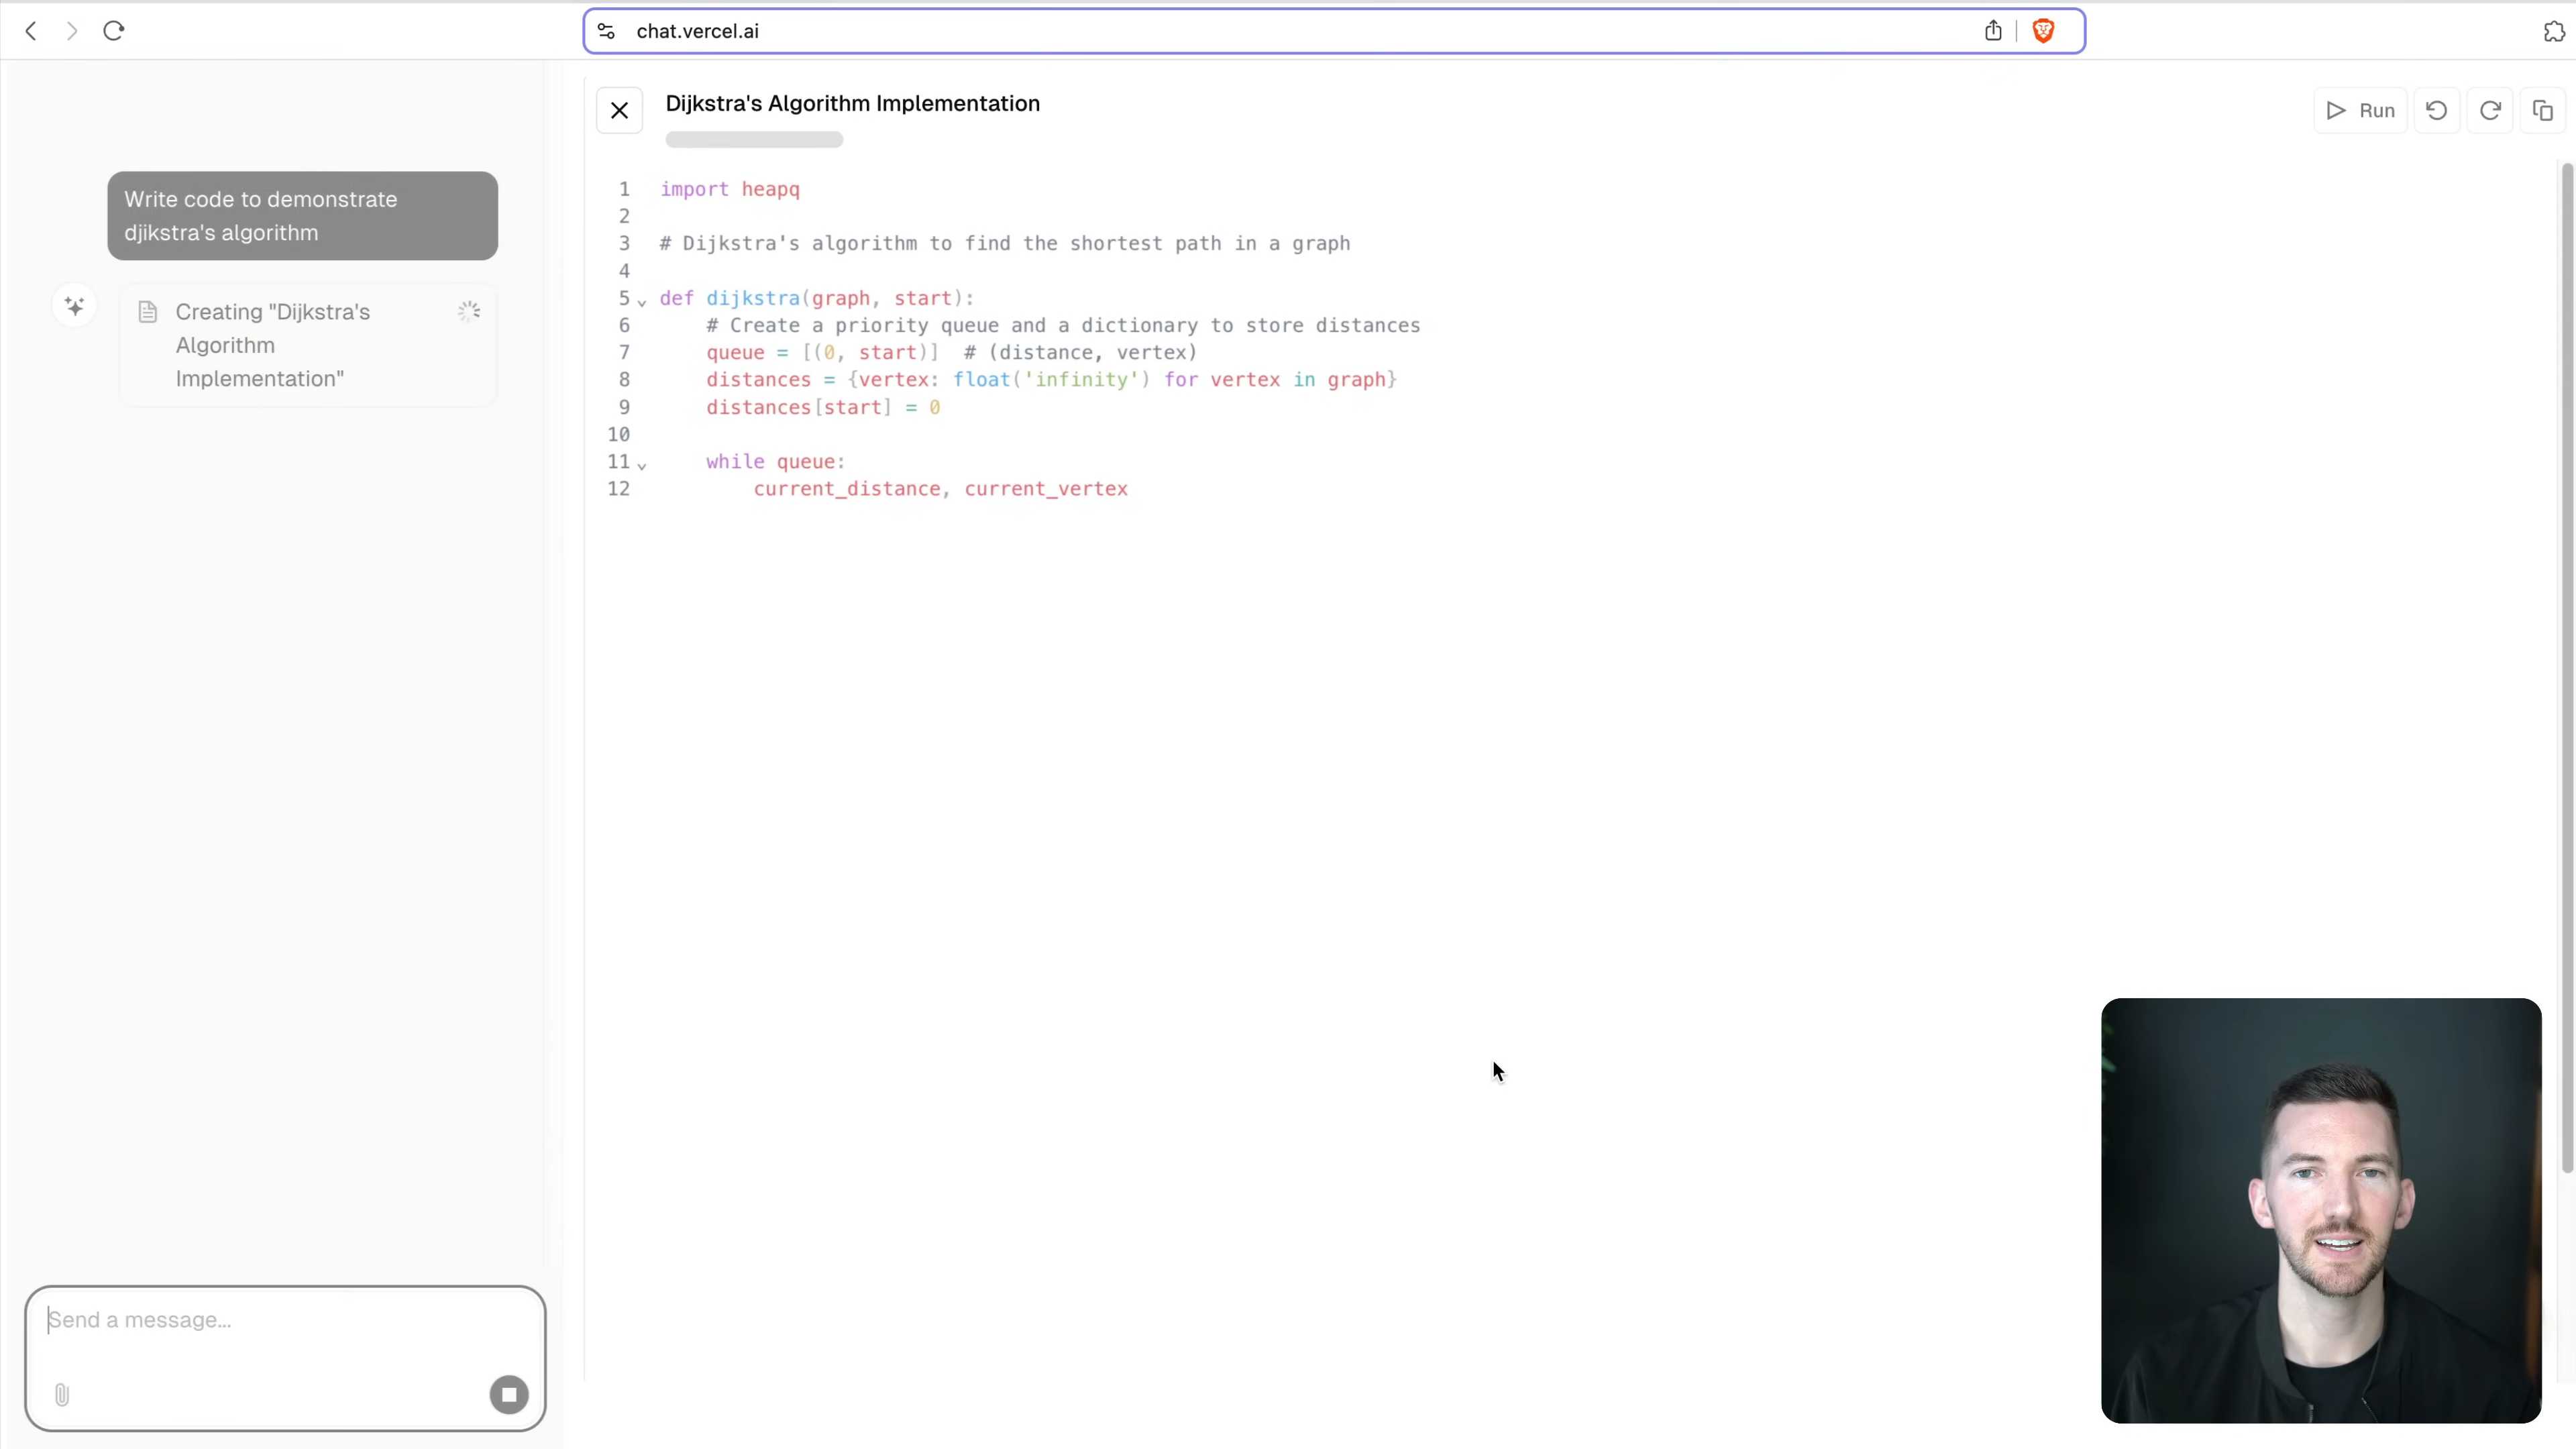 chat.vercel.ai
Write code to demonstrate
djikstra's algorithm
Creating "Dijkstra's
Algorithm
Implementation"
Send a message...
Dijkstra's Algorithm Implementation
Run
1 import heapq
2
3 # Dijkstra's algorithm to find the shortest path in a graph
4
5 def dijkstra(graph, start):
6     # Create a priority queue and a dictionary to store distances
7     queue = [(0, start)]  # (distance, vertex)
8     distances = {vertex: float('infinity') for vertex in graph}
9     distances[start] = 0
10
11     while queue:
12         current_distance, current_vertex